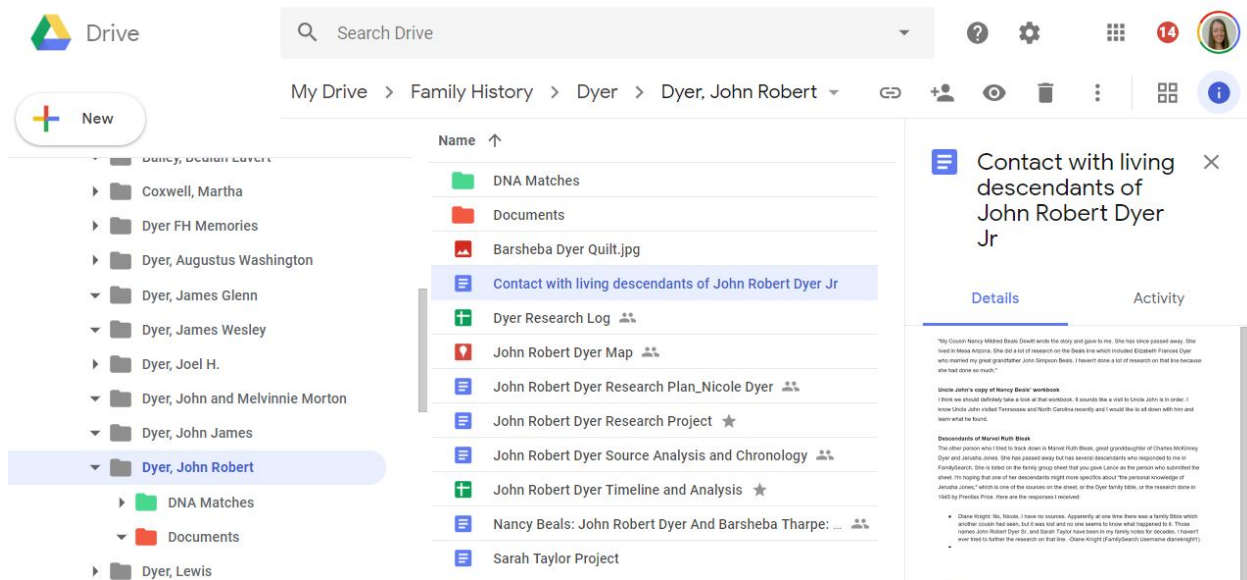 Drive
Search Drive
14
My Drive > Family History > Dyer > Dyer, John Robert
New
Name
Bailey, Beulah Lavert
Coxwell, Martha
Dyer FH Memories
Dyer, Augustus Washington
Dyer, James Glenn
Dyer, James Wesley
Dyer, Joel H.
Dyer, John and Melvinnie Morton
Dyer, John James
Dyer, John Robert
DNA Matches
Documents
Dyer, Lewis
DNA Matches
Documents
Barsheba Dyer Quilt.jpg
Contact with living descendants of John Robert Dyer Jr
Dyer Research Log
John Robert Dyer Map
John Robert Dyer Research Plan_Nicole Dyer
John Robert Dyer Research Project
John Robert Dyer Source Analysis and Chronology
John Robert Dyer Timeline and Analysis
Nancy Beals: John Robert Dyer And Barsheba Tharpe: ...
Sarah Taylor Project
Contact with living
descendants of
John Robert Dyer
Jr
Details
Activity
"My Cousin Nancy Mildred Beals Dewitt wrote the story and gave to me. She has since passed away. She
lived in Mesa Arizona. She did a lot of research on the Beals line which included Elizabeth Frances Dyer
who married my great grandfather John Simpson Beals. I haven't done a lot of research on that line because
she had done so much."
Uncle John's copy of Nancy Beals' workbook
I think we should definitely take a look at that workbook. It sounds like a visit to Uncle John is in order. I
know Uncle John visited Tennessee and North Carolina recently and I would like to sit down with him and
learn what he found.
Descendants of Marvel Ruth Bleak
The other person who I tried to track down is Marvel Ruth Bleak, great granddaughter of Charles McKinney
Dyer and Jerusha Jones. She has passed away but has several descendants who responded to me in
FamilySearch. She is listed on the family group sheet that you gave Lance as the person who submitted the
sheet. I'm hoping that one of her descendants might more specifics about "the personal knowledge of
Jerusha Jones," which is one of the sources on the sheet, or the Dyer family bible, or the research done in
1945 by Prentiss Price. Here are the responses I received:
Diane Knight: No, Nicole, I have no sources. Apparently at one time there was a family Bible which
another cousin had seen, but it was lost and no one seems to know what happened to it. Those
names John Robert Dyer Sr. and Sarah Taylor have been in my family notes for decades. I haven't
ever tried to further the research on that line. -Diane Knight (FamilySearch Username dianeknight1)